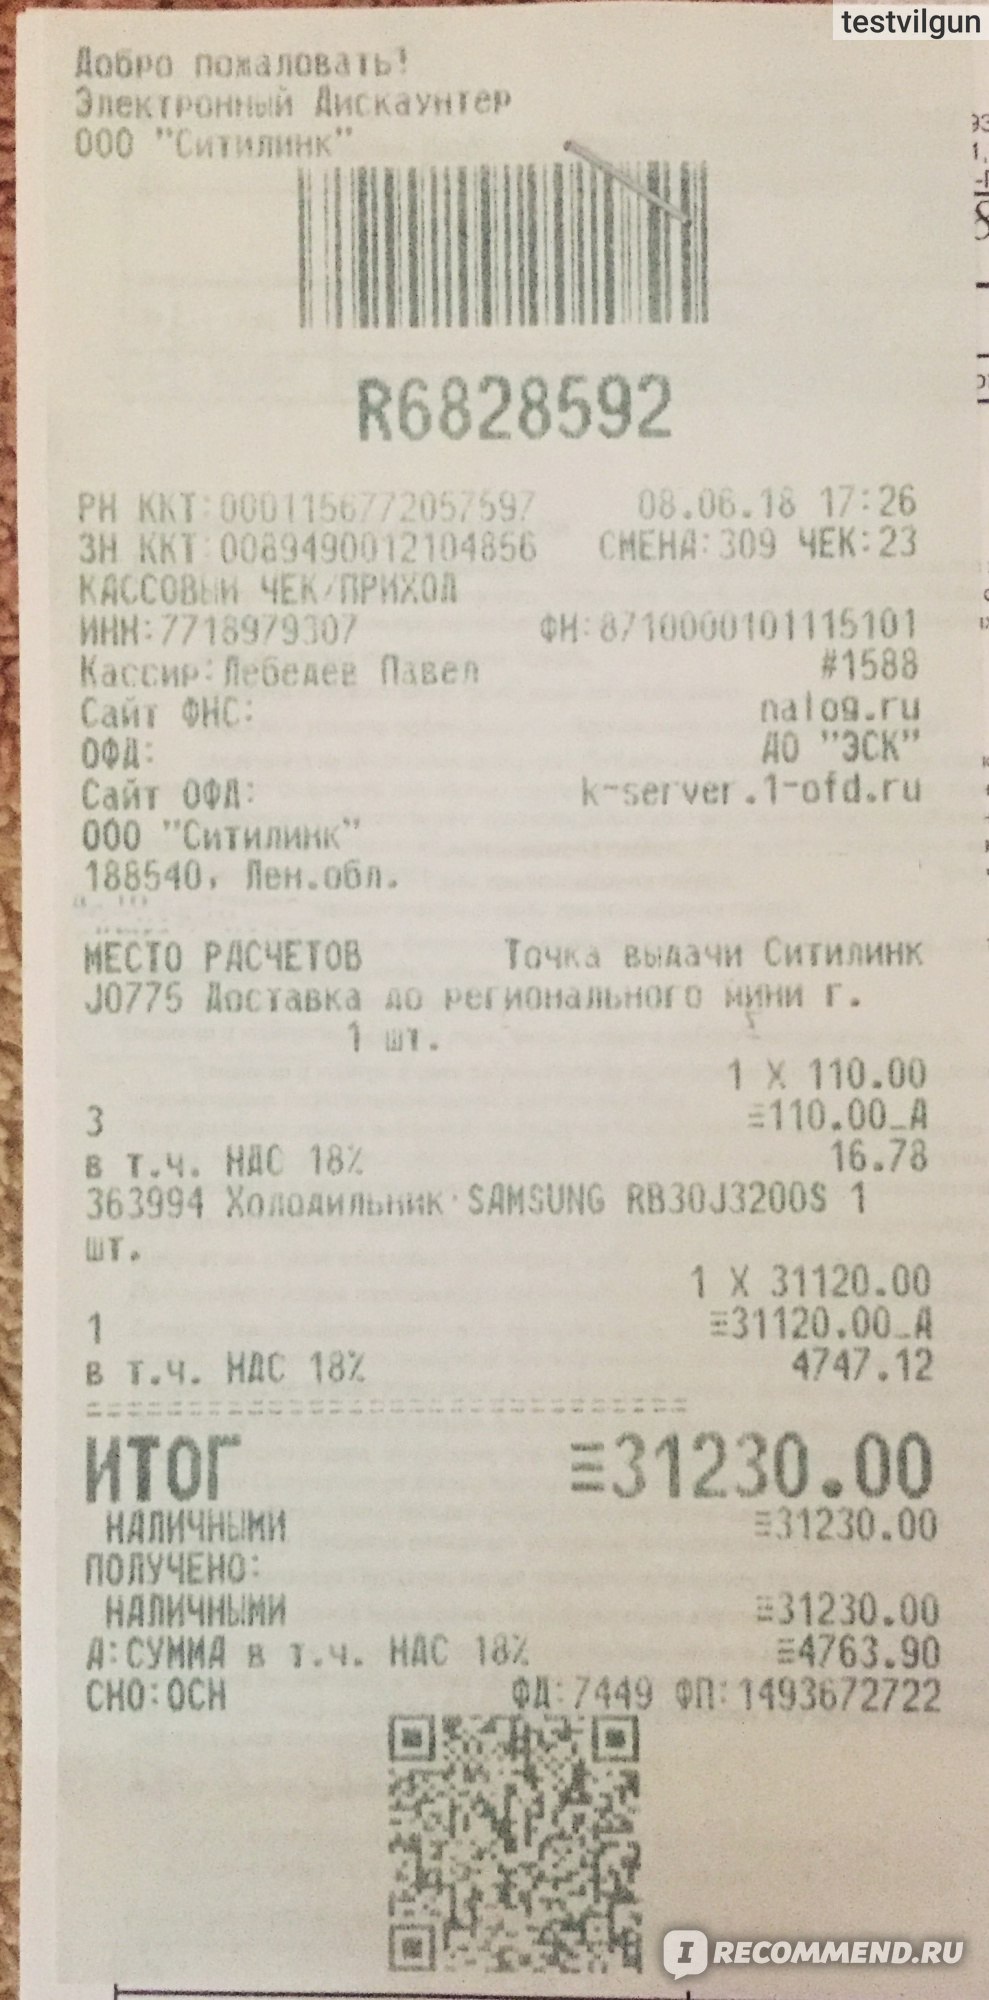 testvilgun
Добро пожаловать!
Электронный Дискаунтер
ООО "Ситилинк"
R6828592
РН ККТ:0001156772057597 08.06.18 17:26
ЗН ККТ:0089490012104856 СМЕНА:309 ЧЕК:23
КАССОВЫЙ ЧЕК/ПРИХОД
ИНН:7718979307 ФН:8710000101115101
Кассир:Лебедев Павел #1588
Сайт ФНС: nalog.ru
ОФД: АО "ЭСК"
Сайт ОФД: k-server.1-ofd.ru
ООО "Ситилинк"
188540, Лен.обл.
МЕСТО РАСЧЕТОВ Точка выдачи Ситилинк
J0775 Доставка до регионального мини г.
1 шт.
1 X 110.00
3 ≡110.00_А
в т.ч. НДС 18% 16.78
363994 Холодильник SAMSUNG RB30J3200S 1
шт.
1 X 31120.00
1 ≡31120.00_А
в т.ч. НДС 18% 4747.12
ИТОГ ≡31230.00
НАЛИЧНЫМИ ≡31230.00
ПОЛУЧЕНО:
НАЛИЧНЫМИ ≡31230.00
А:СУММА в т.ч. НДС 18% ≡4763.90
СНО:ОСН ФД:7449 ФП:1493672722
IRECOMMEND.RU